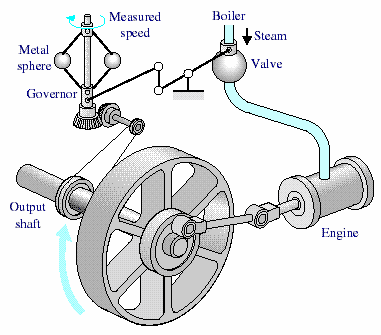 Measured
speed
Boiler
Steam
Metal
sphere
Valve
Governor
Output
shaft
Engine